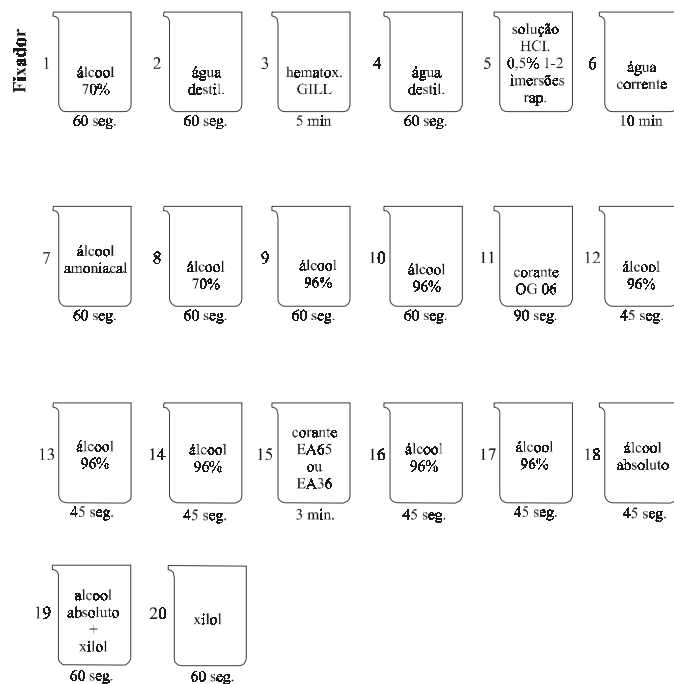 Fixador
1
álcool
70%
60 seg.
2
água
destil.
60 seg.
3
hematox.
GILL
5 min
4
água
destil.
60 seg.
5
solução
HCI.
0,5% 1-2
imersões
rap.
6
água
corrente
10 min
7
álcool
amoniacal
60 seg.
8
álcool
70%
60 seg.
9
álcool
96%
60 seg.
10
álcool
96%
60 seg.
11
corante
OG 06
90 seg.
12
álcool
96%
45 seg.
13
álcool
96%
45 seg.
14
álcool
96%
45 seg.
15
corante
EA65
ou
EA36
3 min.
16
álcool
96%
45 seg.
17
álcool
96%
45 seg.
18
álcool
absoluto
45 seg.
19
alcool
absoluto
+
xilol
60 seg.
20
xilol
60 seg.